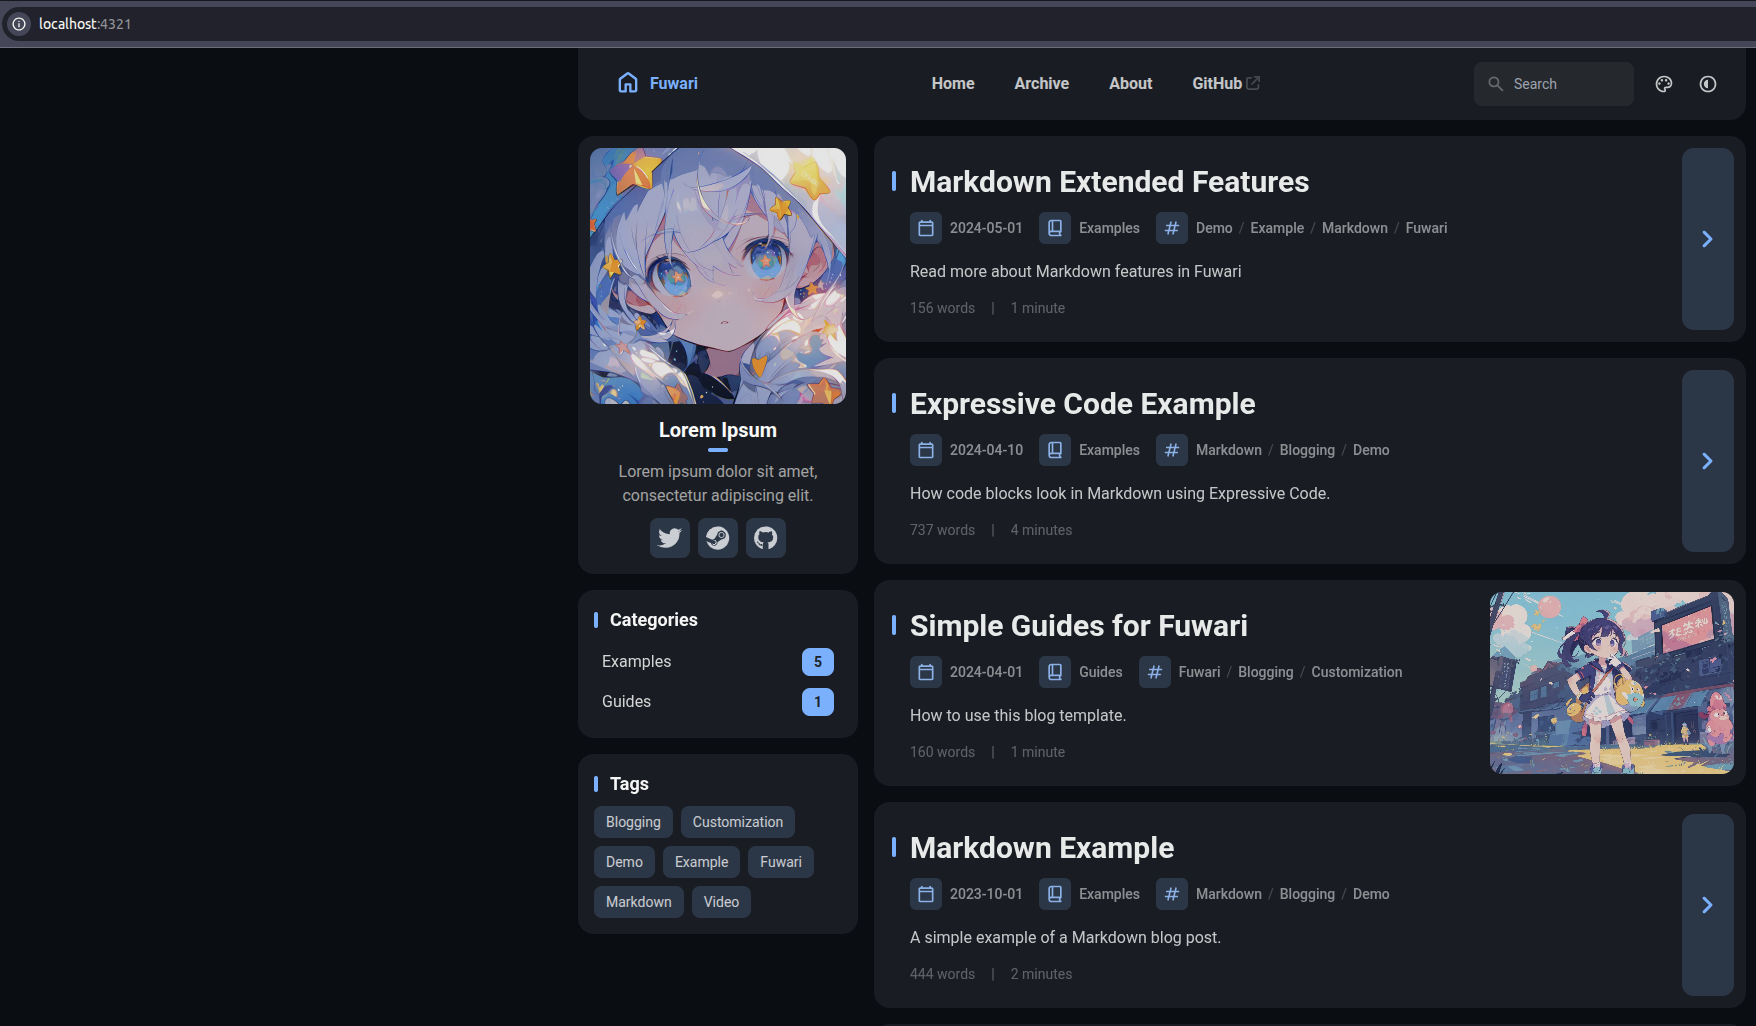 localhost:4321
Fuwari
Home
Archive
About
GitHub
Search
Lorem Ipsum
Lorem ipsum dolor sit amet,
consectetur adipiscing elit.
Categories
Examples 5
Guides 1
Tags
Blogging Customization
Demo Example Fuwari
Markdown Video
Markdown Extended Features
2024-05-01 Examples # Demo / Example / Markdown / Fuwari
Read more about Markdown features in Fuwari
156 words | 1 minute
Expressive Code Example
2024-04-10 Examples # Markdown / Blogging / Demo
How code blocks look in Markdown using Expressive Code.
737 words | 4 minutes
Simple Guides for Fuwari
2024-04-01 Guides # Fuwari / Blogging / Customization
How to use this blog template.
160 words | 1 minute
Markdown Example
2023-10-01 Examples # Markdown / Blogging / Demo
A simple example of a Markdown blog post.
444 words | 2 minutes